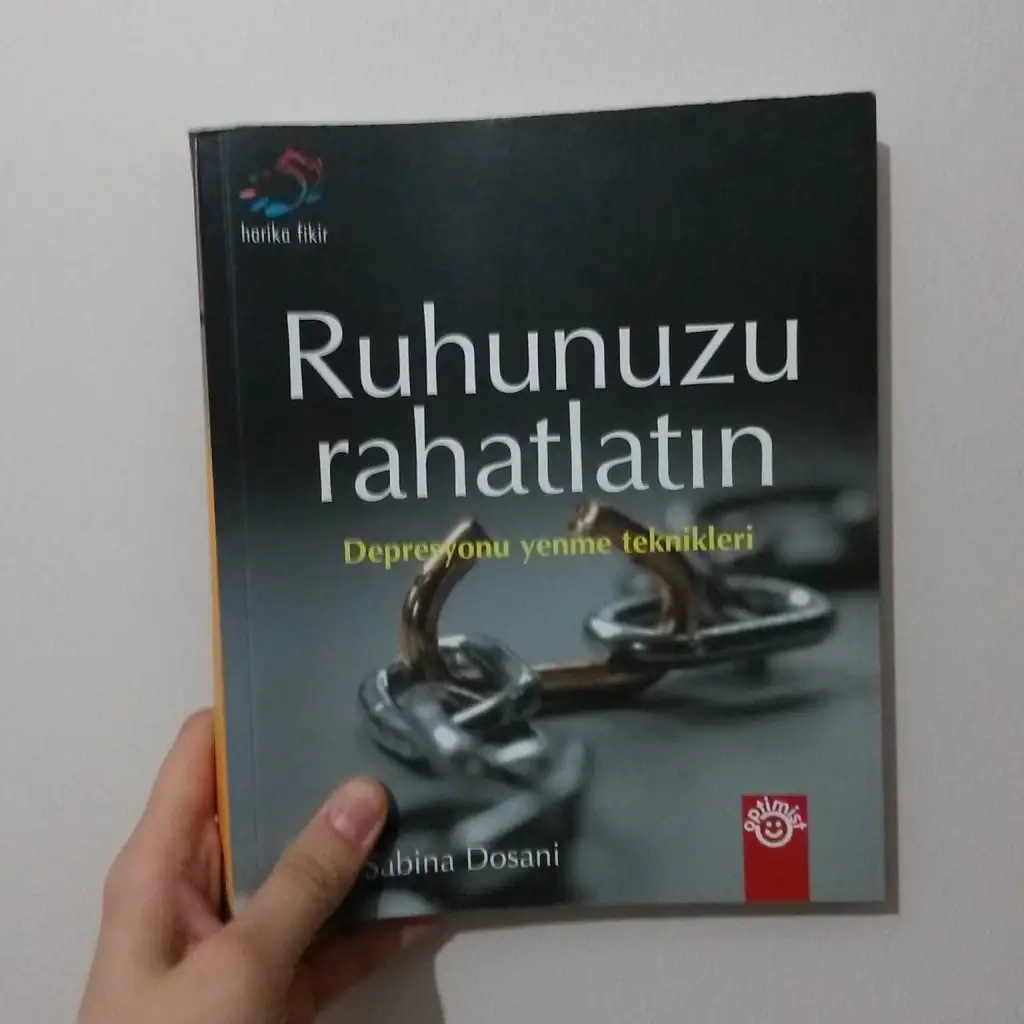 harika fikir
Ruhunuzu
rahatlatın
Depresyonu yenme teknikleri
optimist
Sabina Dosani